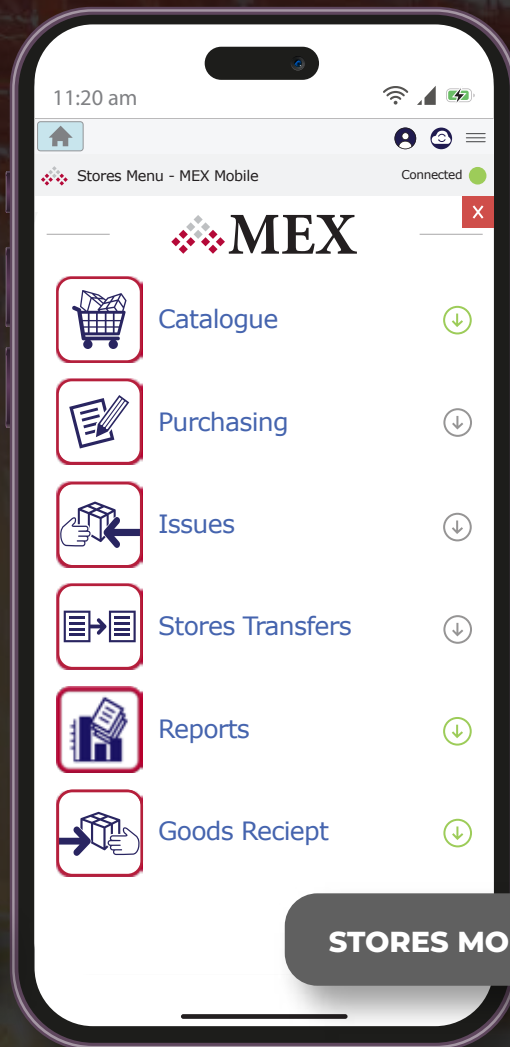 11:20 am
Stores Menu - MEX Mobile
Connected
X
MEX
Catalogue
Purchasing
Issues
Stores Transfers
Reports
Goods Reciept
STORES MO